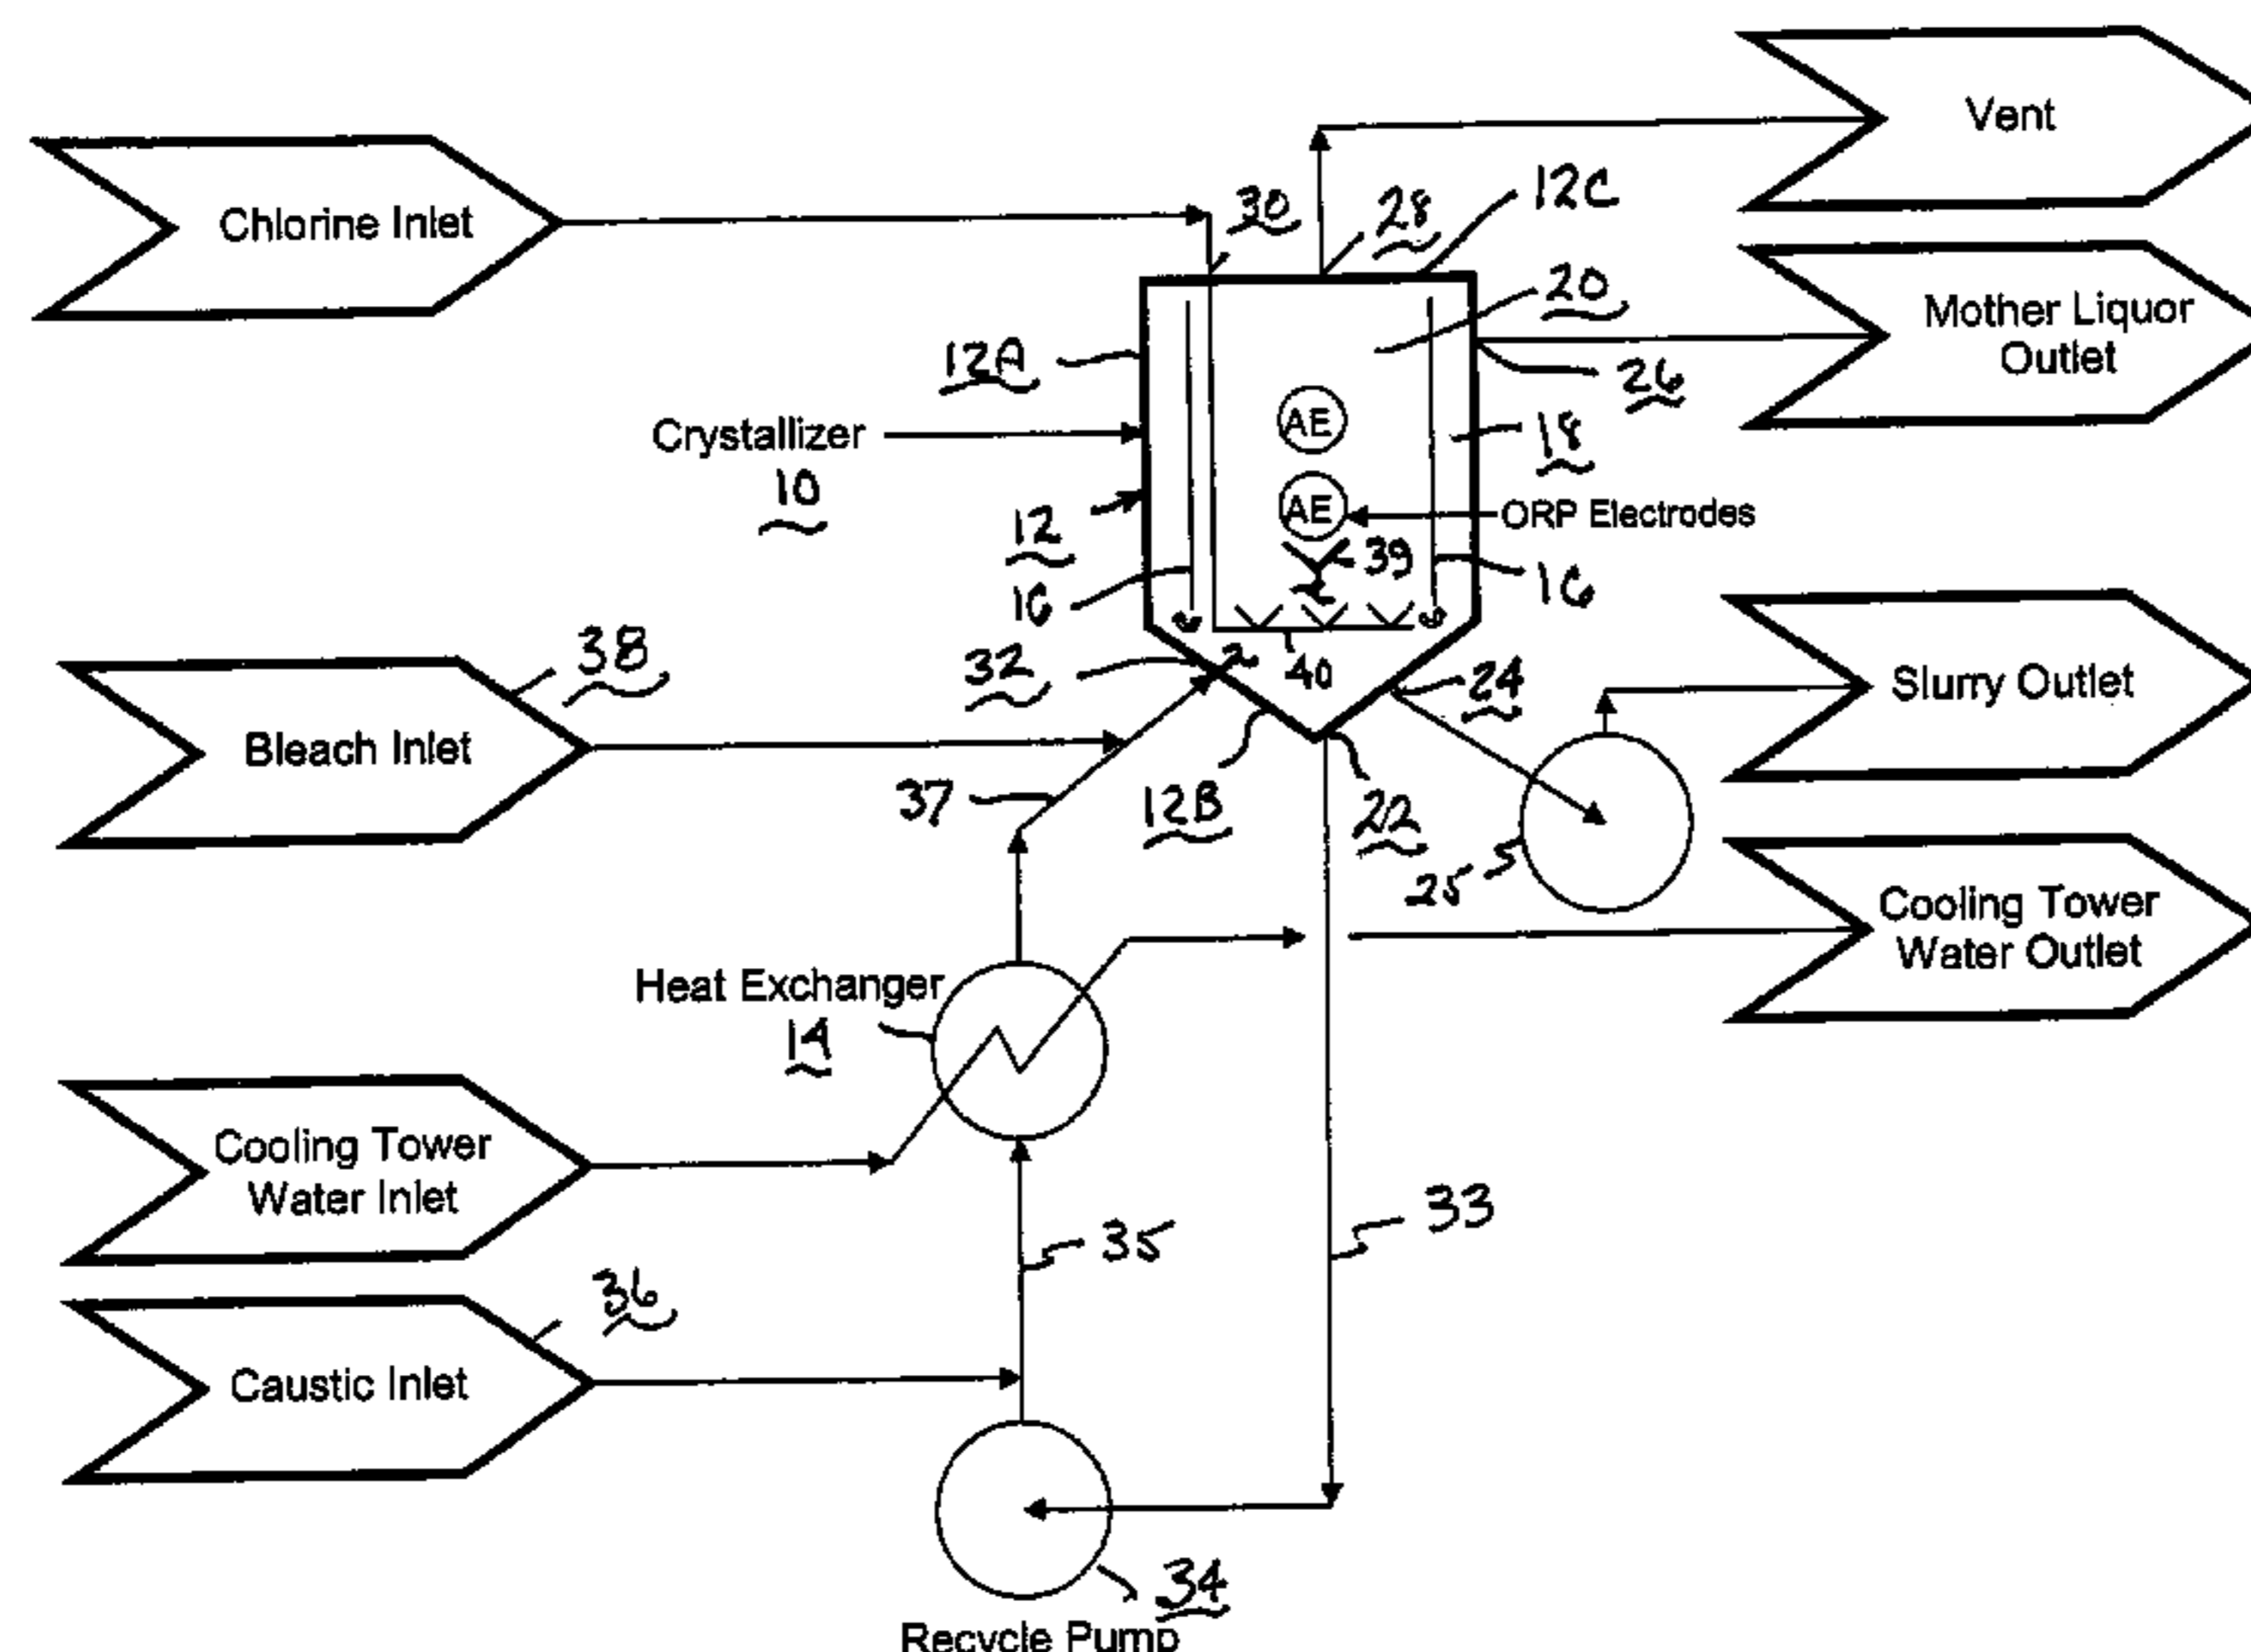 Vent
12C
30
28
Chlorine Inlet
20
Mother Liquor
Outlet
12A
26
AE
18
Crystallizer
10
AE
ORP Electrodes
12
39
16
16
38
32
40
24
Slurry Outlet
Bleach Inlet
37
12B
22
25
Cooling Tower
Water Outlet
Heat Exchanger
14
Cooling Tower
Water Inlet
35
33
36
Caustic Inlet
34
Recycle Pump